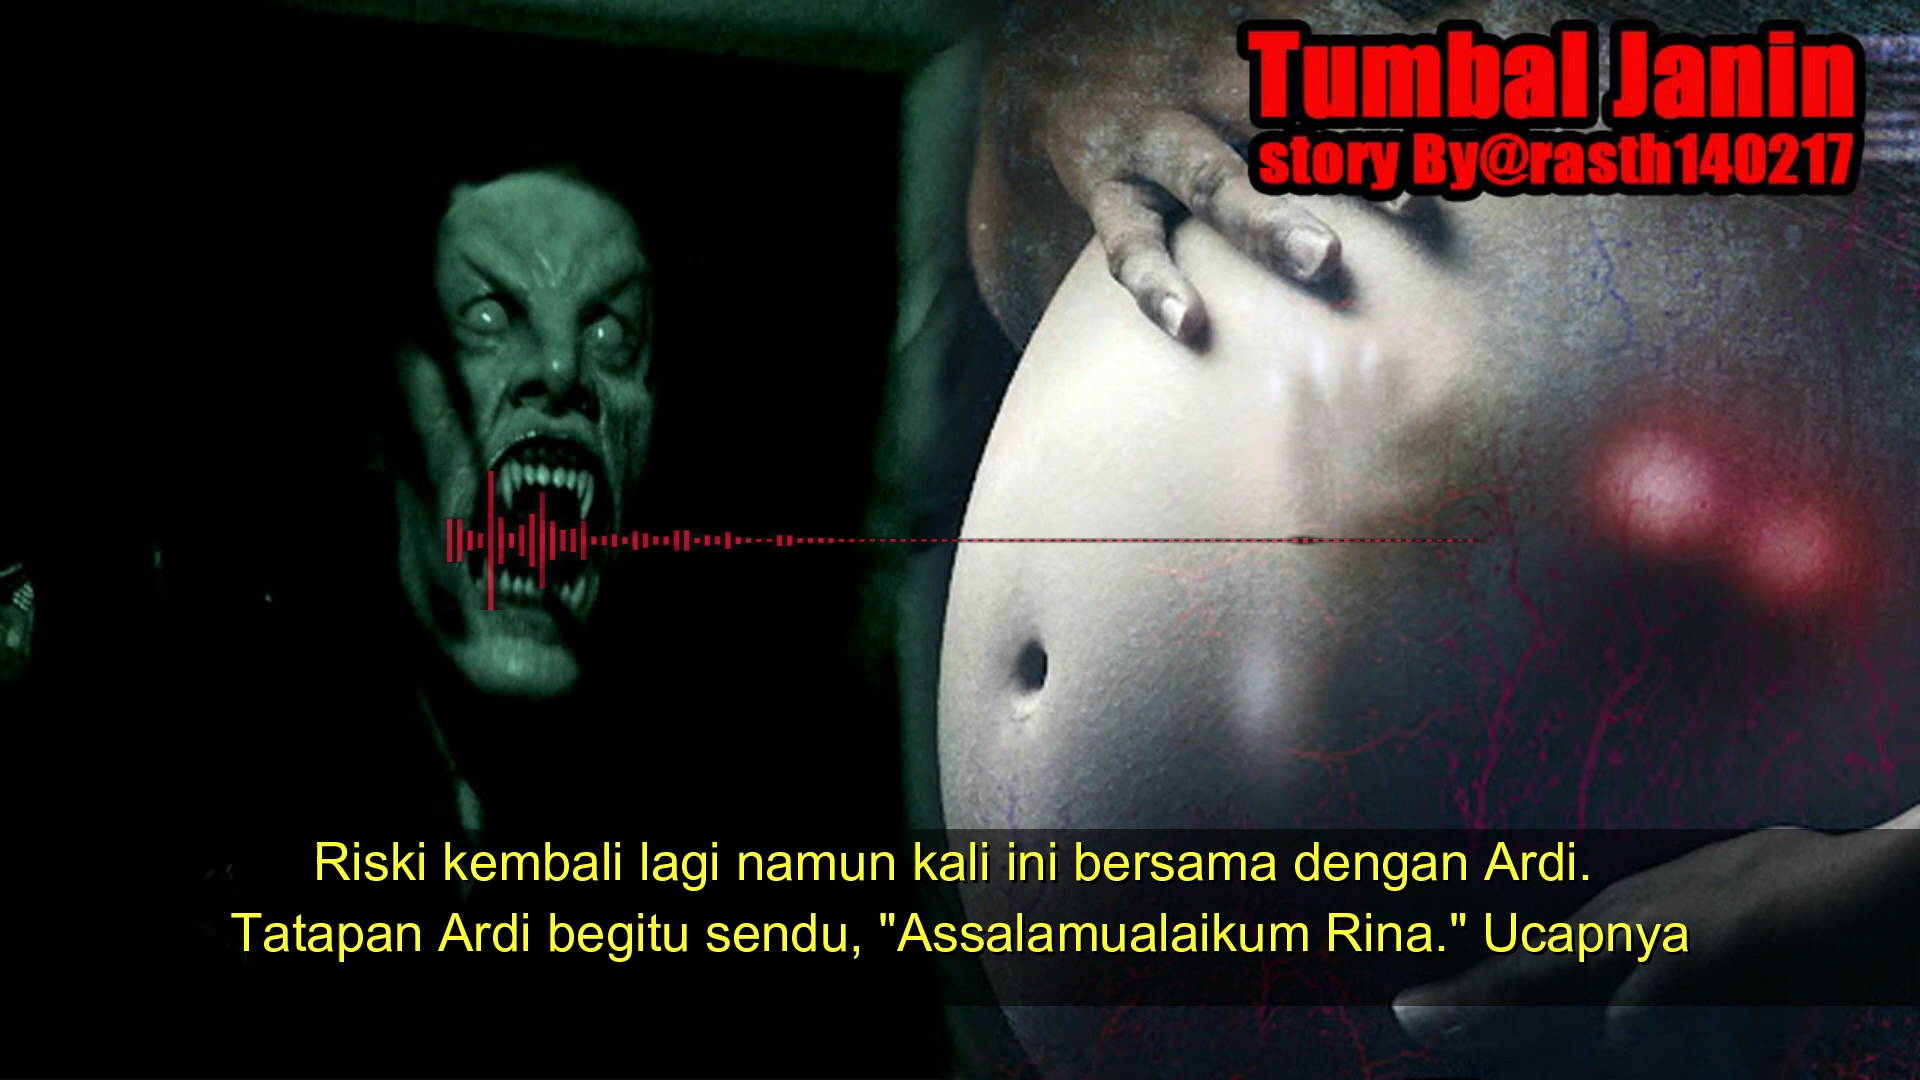 Tumbal Janin
story By@rasth140217
Riski kembali lagi namun kali ini bersama dengan Ardi.
Tatapan Ardi begitu sendu, "Assalamualaikum Rina." Ucapnya